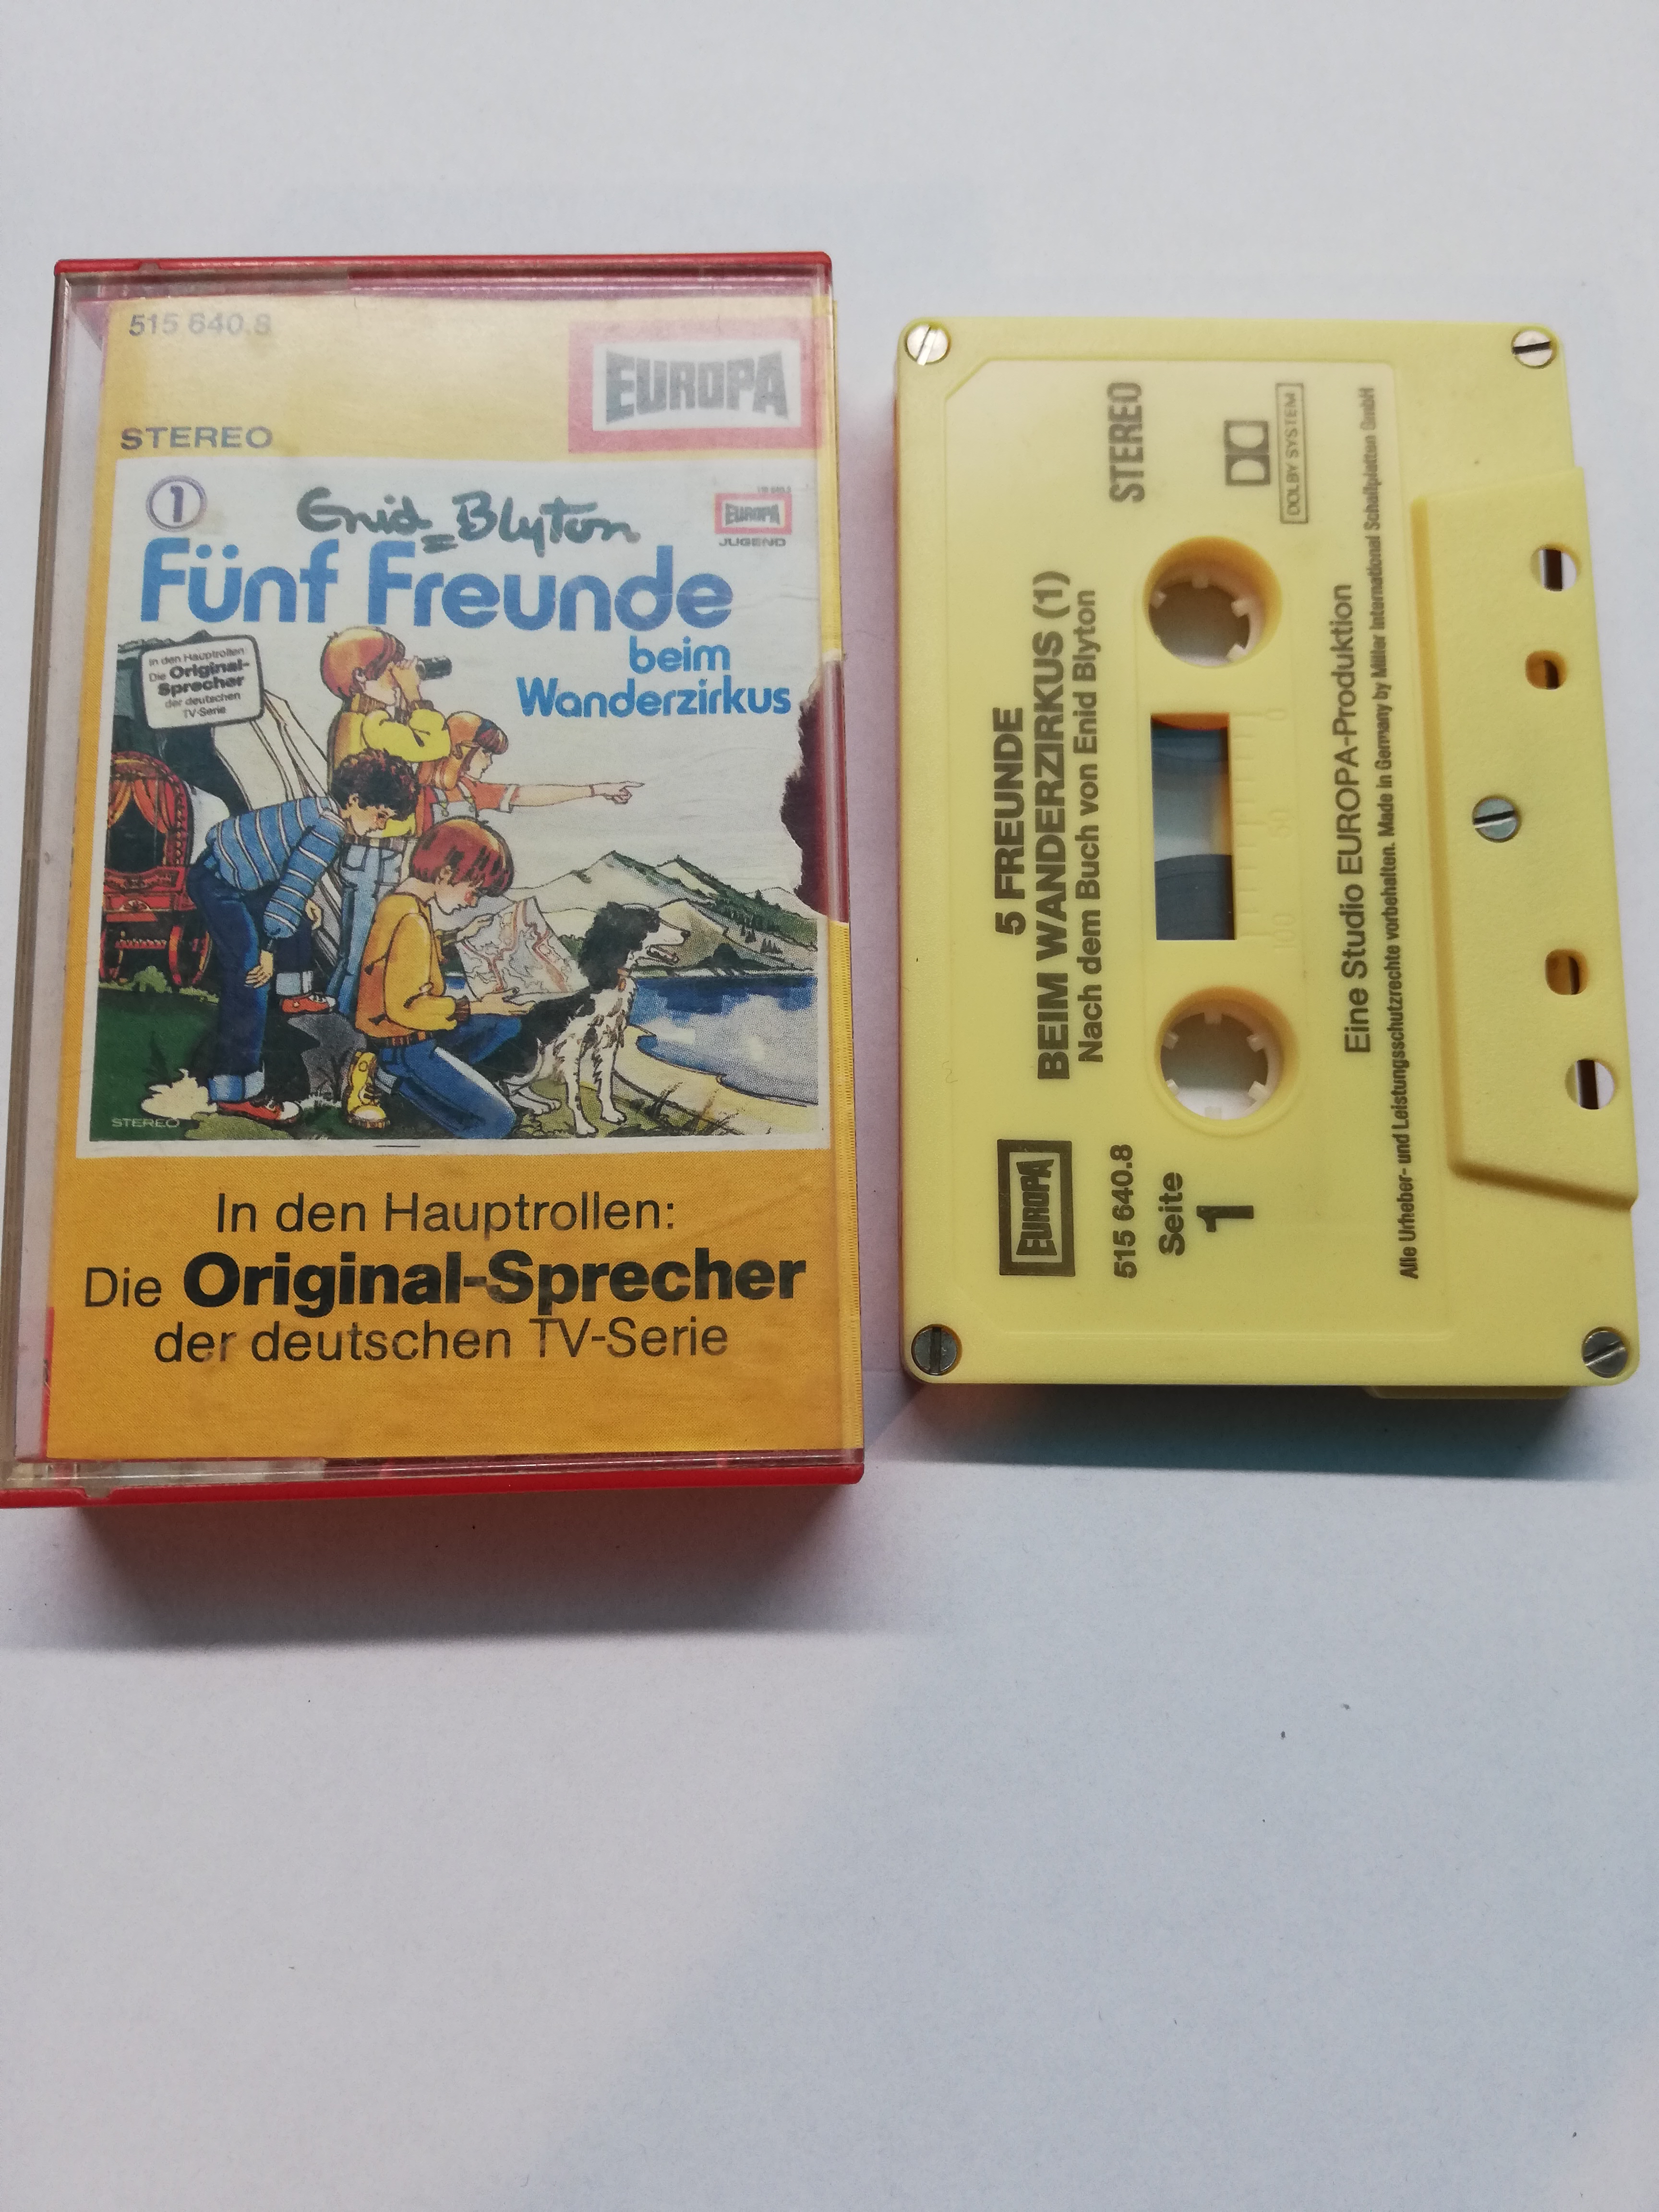 515 640.8
EUROPA
STEREO
1
Enid Blyton
EUROPA
JUGEND
Fünf Freunde
beim
Wanderzirkus
In den Hauptrollen
Die Original-
Sprecher
der deutschen
TV-Serie
STEREO
In den Hauptrollen:
Die Original-Sprecher
der deutschen TV-Serie
5 FREUNDE
BEIM WANDERZIRKUS (1)
Nach dem Buch von Enid Blyton
EUROPA
515 640.8
Seite
1
STEREO
DOLBY SYSTEM
0
50
100
Eine Studio EUROPA-Produktion
Alle Urheber- und Leistungsschutzrechte vorbehalten. Made in Germany by Miller International Schallplatten GmbH